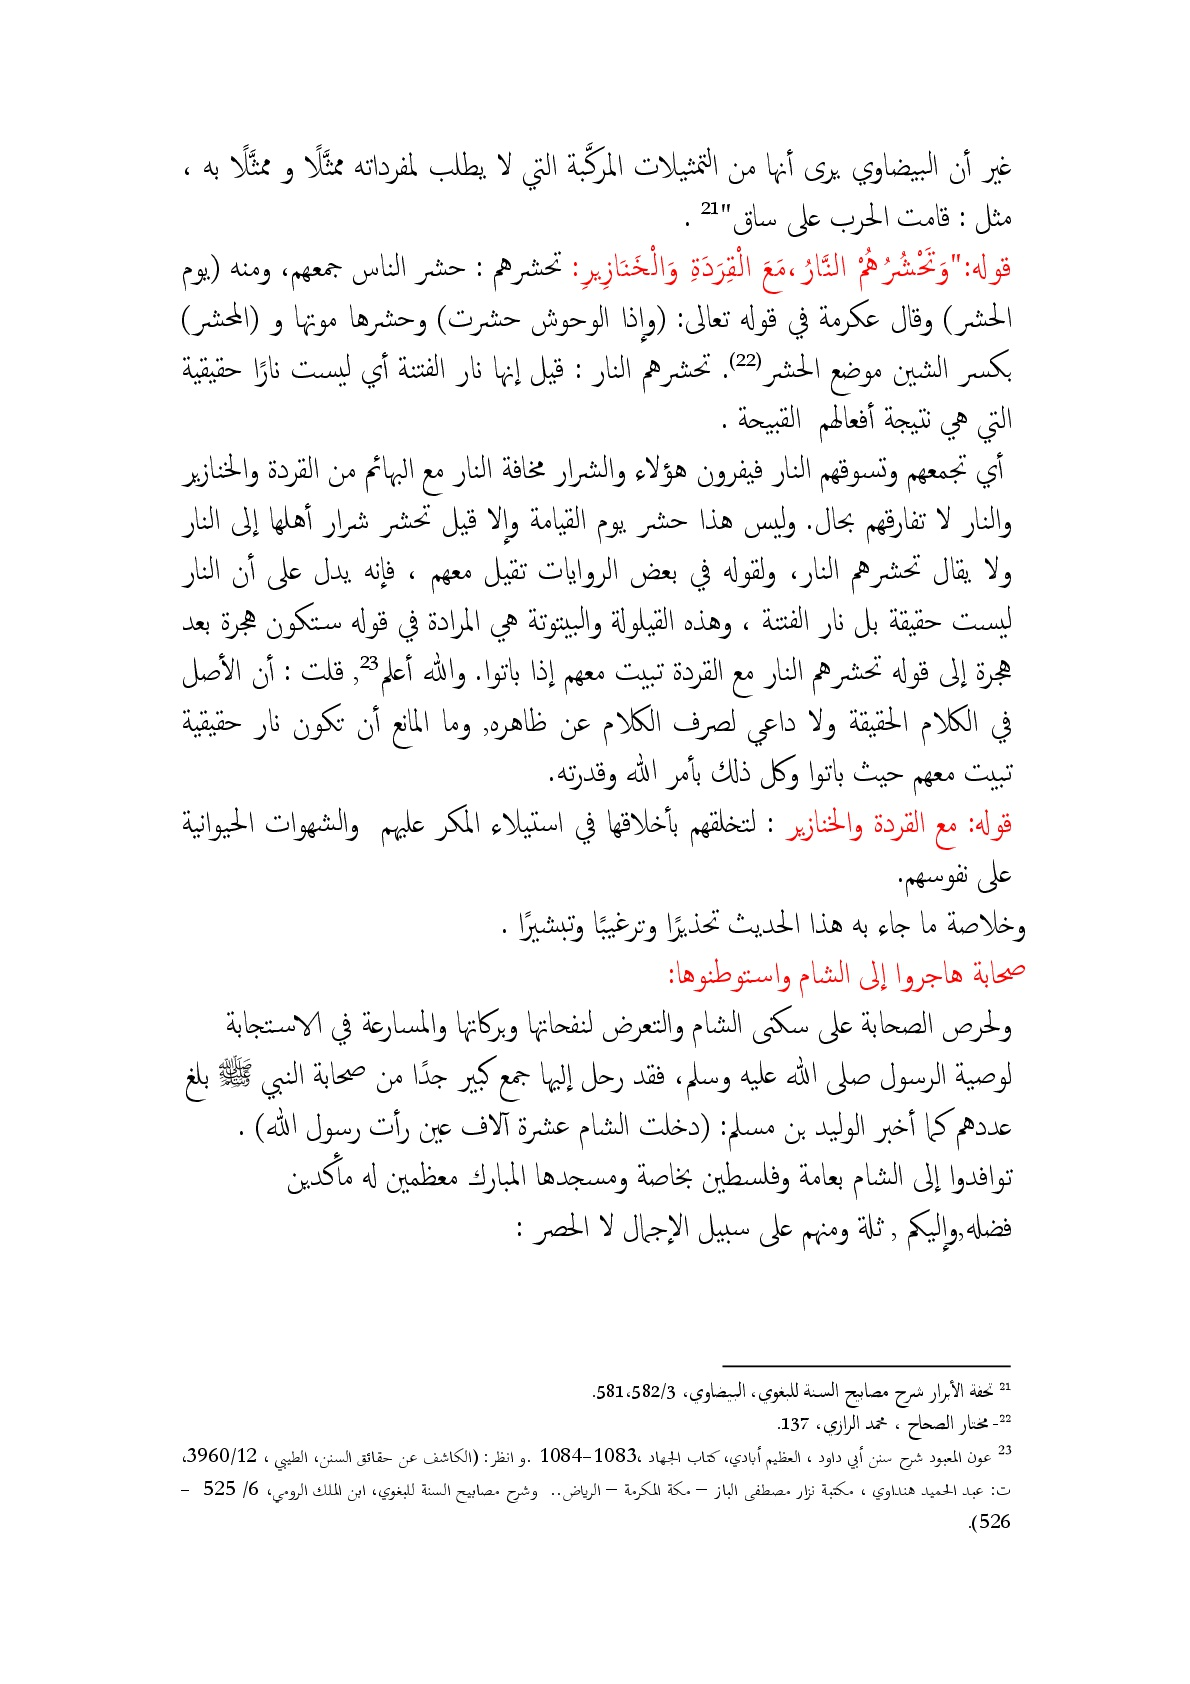 غير أن البيضاوي يرى أنها من التمثيلات المركَّبة التي لا يطلب لمفرداته ممثَّلًا و ممثَّلًا به ،
مثل : قامت الحرب على ساق"21 .
قوله:"وَتَحْشُرُهُمْ النَّارُ ،مَعَ الْقِرَدَةِ وَالْخَنَازِيرِ: تحشرهم : حشر الناس جمعهم، ومنه (يوم
الحشر) وقال عكرمة في قوله تعالى: (وإذا الوحوش حشرت) وحشرها موتها و (المحشر)
بكسر الشين موضع الحشر(22). تحشرهم النار : قيل إنها نار الفتنة أي ليست نارًا حقيقية
التي هي نتيجة أفعالهم القبيحة .
أي تجمعهم وتسوقهم النار فيفرون هؤلاء والشرار مخافة النار مع البهائم من القردة والخنازير
والنار لا تفارقهم بحال. وليس هذا حشر يوم القيامة وإلا قيل تحشر شرار أهلها إلى النار
ولا يقال تحشرهم النار، ولقوله في بعض الروايات تقيل معهم ، فإنه يدل على أن النار
ليست حقيقة بل نار الفتنة ، وهذه القيلولة والبيتوتة هي المرادة في قوله ستكون هجرة بعد
هجرة إلى قوله تحشرهم النار مع القردة تبيت معهم إذا باتوا. والله أعلم23, قلت : أن الأصل
في الكلام الحقيقة ولا داعي لصرف الكلام عن ظاهره, وما المانع أن تكون نار حقيقية
تبيت معهم حيث باتوا وكل ذلك بأمر الله وقدرته.
قوله: مع القردة والخنازير : لتخلقهم بأخلاقها في استيلاء المكر عليهم والشهوات الحيوانية
على نفوسهم.
وخلاصة ما جاء به هذا الحديث تحذيرًا وترغيبًا وتبشيرًا .
صحابة هاجروا إلى الشام واستوطنوها:
ولحرص الصحابة على سكنى الشام والتعرض لنفحاتها وبركاتها والمسارعة في الاستجابة
لوصية الرسول صلى الله عليه وسلم، فقد رحل إليها جمع كبير جدًا من صحابة النبي ﷺ بلغ
عددهم كما أخبر الوليد بن مسلم: (دخلت الشام عشرة آلاف عين رأت رسول الله) .
توافدوا إلى الشام بعامة وفلسطين بخاصة ومسجدها المبارك معظمين له مأكدين
فضله,وإليكم , ثلة ومنهم على سبيل الإجمال لا الحصر :
21 تحفة الأبرار شرح مصابيح السنة للبغوي، البيضاوي، 581،582/3.
22- مختار الصحاح ، محمد الرازي، 137.
23 عون المعبود شرح سنن أبي داود ، العظيم أبادي، كتاب الجهاد ،1083–1084 .و انظر: (الكاشف عن حقائق السنن، الطيبي ، 3960/12،
ت: عبد الحميد هنداوي ، مكتبة نزار مصطفى الباز – مكة المكرمة – الرياض.. وشرح مصابيح السنة للبغوي، ابن الملك الرومي، 6/ 525 –
526).